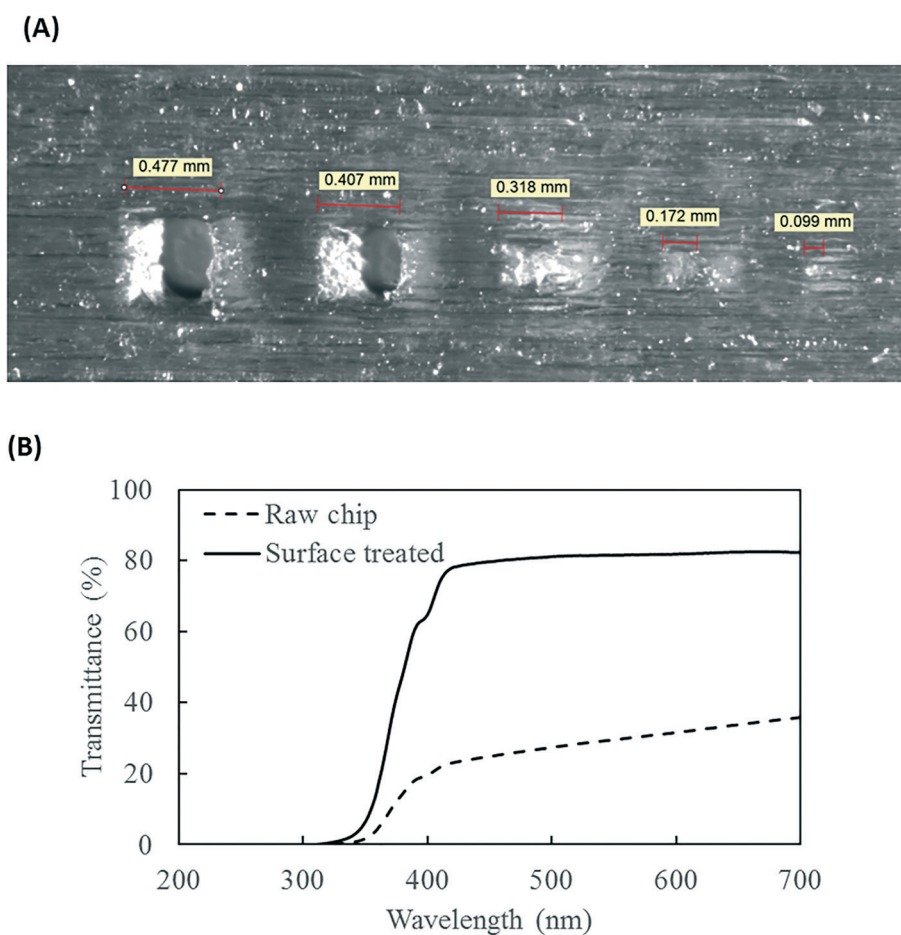 (A)
0.477 mm
0.407 mm
0.318 mm
0.172 mm
0.099 mm
(B)
100
80
60
40
20
0
Transmittance (%)
Raw chip
Surface treated
200 300 400 500 600 700
Wavelength (nm)